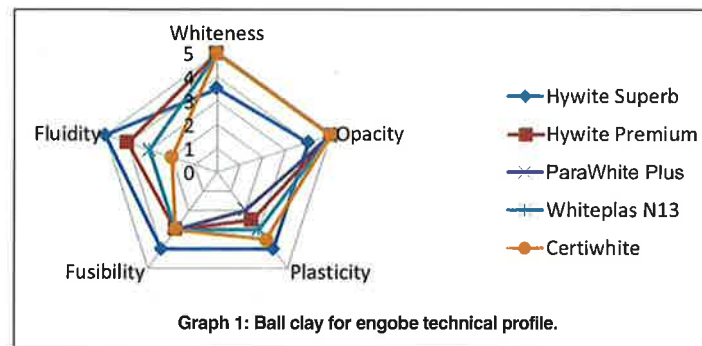 Whiteness
5
4
3
2
1
0
Fluidity
Opacity
Fusibility
Plasticity
Hywite Superb
Hywite Premium
ParaWhite Plus
Whiteplas N13
Certiwhite
Graph 1: Ball clay for engobe technical profile.